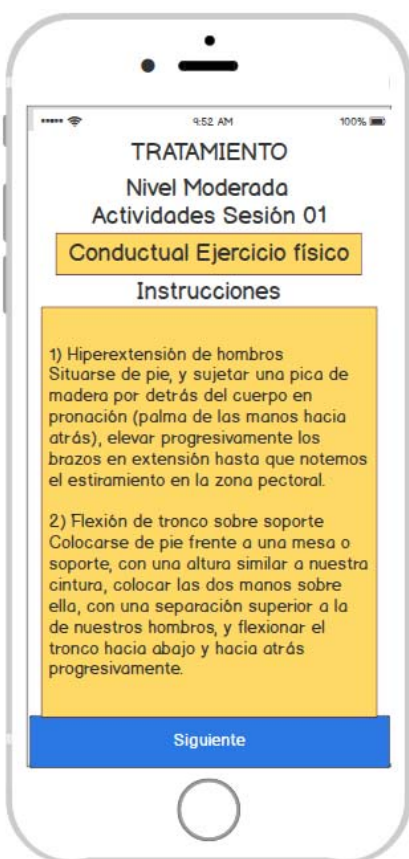 9:52 AM 100%
TRATAMIENTO
Nivel Moderada
Actividades Sesión 01
Conductual Ejercicio físico
Instrucciones
1) Hiperextensión de hombros
Situarse de pie, y sujetar una pica de
madera por detrás del cuerpo en
pronación (palma de las manos hacia
atrás), elevar progresivamente los
brazos en extensión hasta que notemos
el estiramiento en la zona pectoral.
2) Flexión de tronco sobre soporte
Colocarse de pie frente a una mesa o
soporte, con una altura similar a nuestra
cintura, colocar las dos manos sobre
ella, con una separación superior a la
de nuestros hombros, y flexionar el
tronco hacia abajo y hacia atrás
progresivamente.
Siguiente